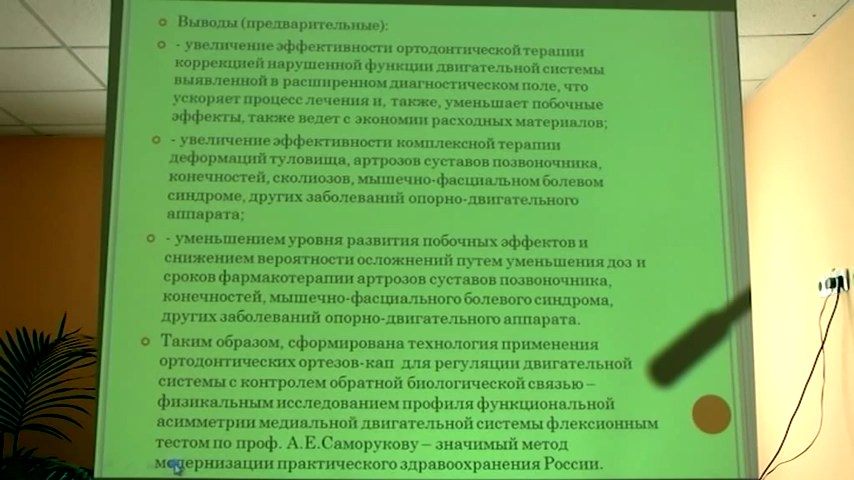 Выводы (предварительные):
- увеличение эффективности ортодонтической терапии
коррекцией нарушенной функции двигательной системы
выявленной в расширенном диагностическом поле, что
ускоряет процесс лечения и, также, уменьшает побочные
эффекты, также ведет с экономии расходных материалов;
- увеличение эффективности комплексной терапии
деформаций туловища, артрозов суставов позвоночника,
конечностей, сколиозов, мышечно-фасциальном болевом
синдроме, других заболеваний опорно-двигательного
аппарата;
- уменьшением уровня развития побочных эффектов и
снижением вероятности осложнений путем уменьшения доз и
сроков фармакотерапии артрозов суставов позвоночника,
конечностей, мышечно-фасциального болевого синдрома,
других заболеваний опорно-двигательного аппарата.
Таким образом, сформирована технология применения
ортодонтических ортезов-кап для регуляции двигательной
системы с контролем обратной биологической связью –
физикальным исследованием профиля функциональной
асимметрии медиальной двигательной системы флексионным
тестом по проф. А.Е.Саморукову – значимый метод
модернизации практического здравоохранения России.